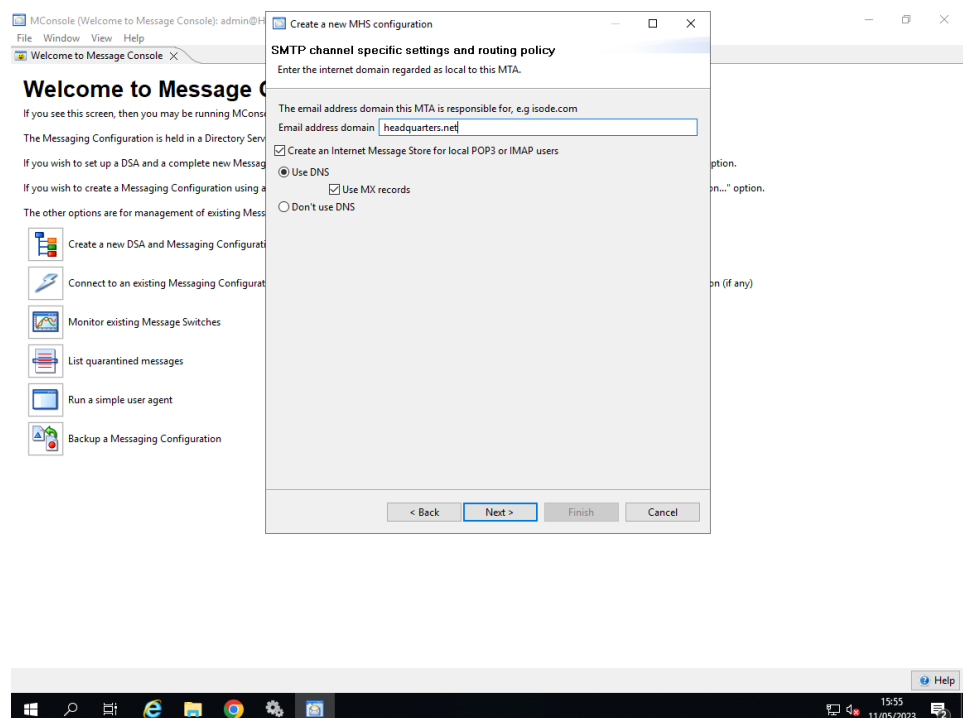 MConsole (Welcome to Message Console): admin@H
File Window View Help
Welcome to Message Console
Welcome to Message
If you see this screen, then you may be running MConso
The Messaging Configuration is held in a Directory Serv
If you wish to set up a DSA and a complete new Messag
ption.
If you wish to create a Messaging Configuration using a
on..." option.
The other options are for management of existing Mess
Create a new DSA and Messaging Configurati
Connect to an existing Messaging Configurat
on (if any)
Monitor existing Message Switches
List quarantined messages
Run a simple user agent
Backup a Messaging Configuration
Create a new MHS configuration
SMTP channel specific settings and routing policy
Enter the internet domain regarded as local to this MTA.
The email address domain this MTA is responsible for, e.g isode.com
Email address domain headquarters.net
Create an Internet Message Store for local POP3 or IMAP users
Use DNS
Use MX records
Don't use DNS
< Back Next > Finish Cancel
Help
15:55
11/05/2023
2